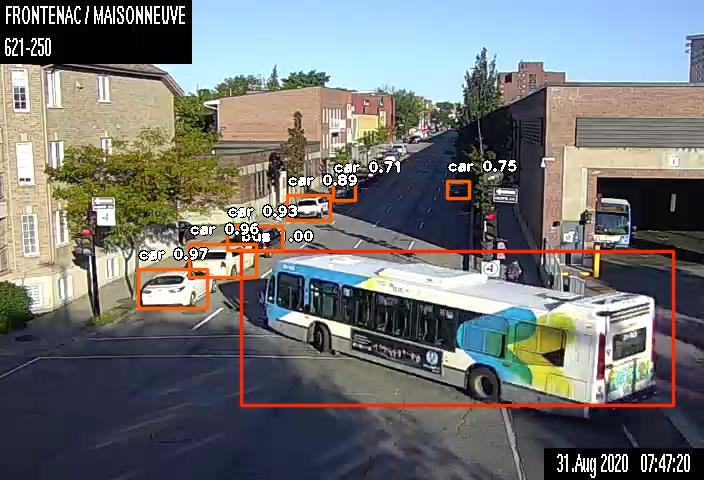 FRONTENAC / MAISONNEUVE
621-250
car 0.71
car 0.75
car 0.89
car 0.93
car 0.96
bus .00
car 0.97
31.Aug 2020 07:47:20